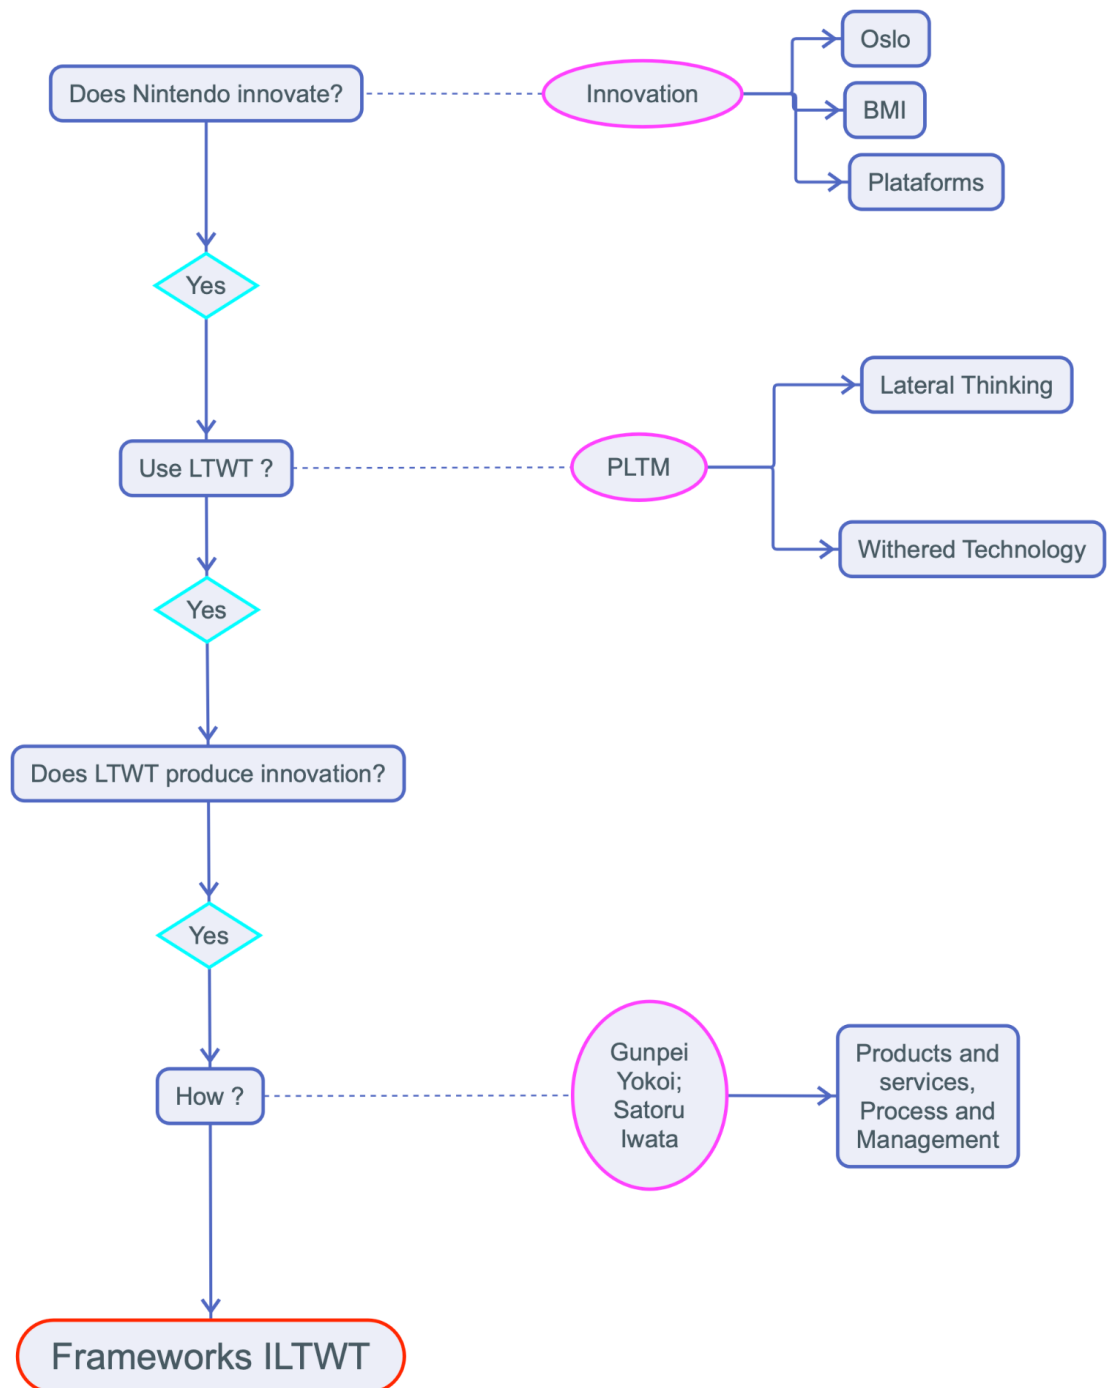 Oslo
Does Nintendo innovate?
Innovation
BMI
Plataforms
Yes
Lateral Thinking
Use LTWT ?
PLTM
Withered Technology
Yes
Does LTWT produce innovation?
Yes
How ?
Gunpei
Yokoi;
Satoru
Iwata
Products and
services,
Process and
Management
Frameworks ILTWT